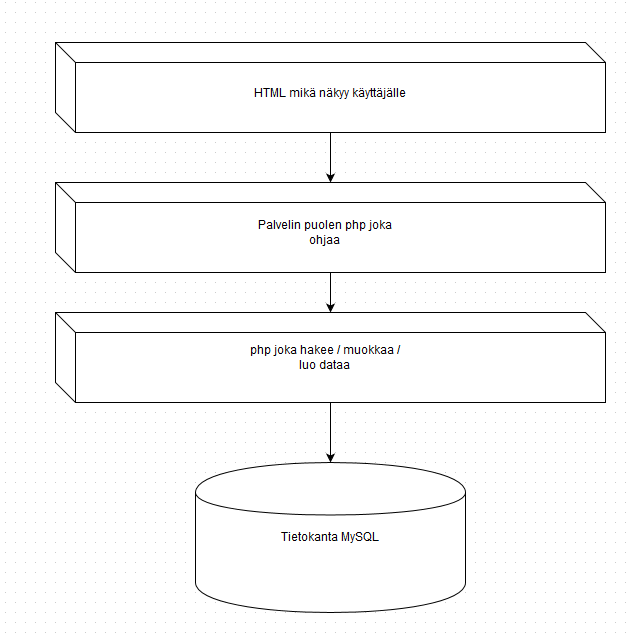 HTML mikä näkyy käyttäjälle
Palvelin puolen php joka
ohjaa
php joka hakee / muokkaa /
luo dataa
Tietokanta MySQL